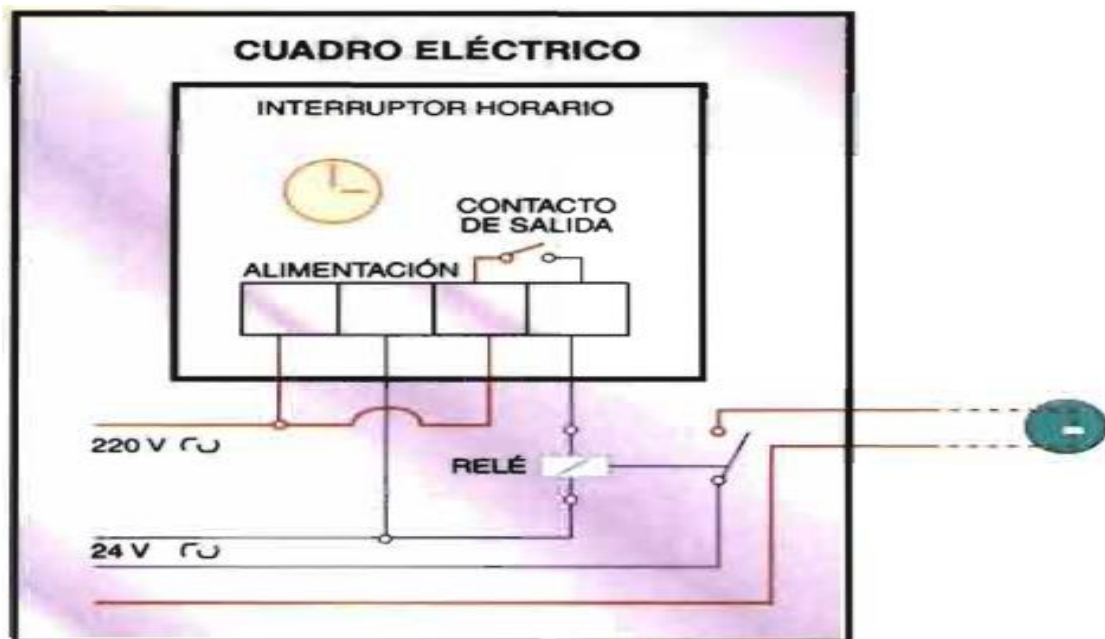 CUADRO ELÉCTRICO
INTERRUPTOR HORARIO
CONTACTO
DE SALIDA
ALIMENTACIÓN
220 V
RELÉ
24 V